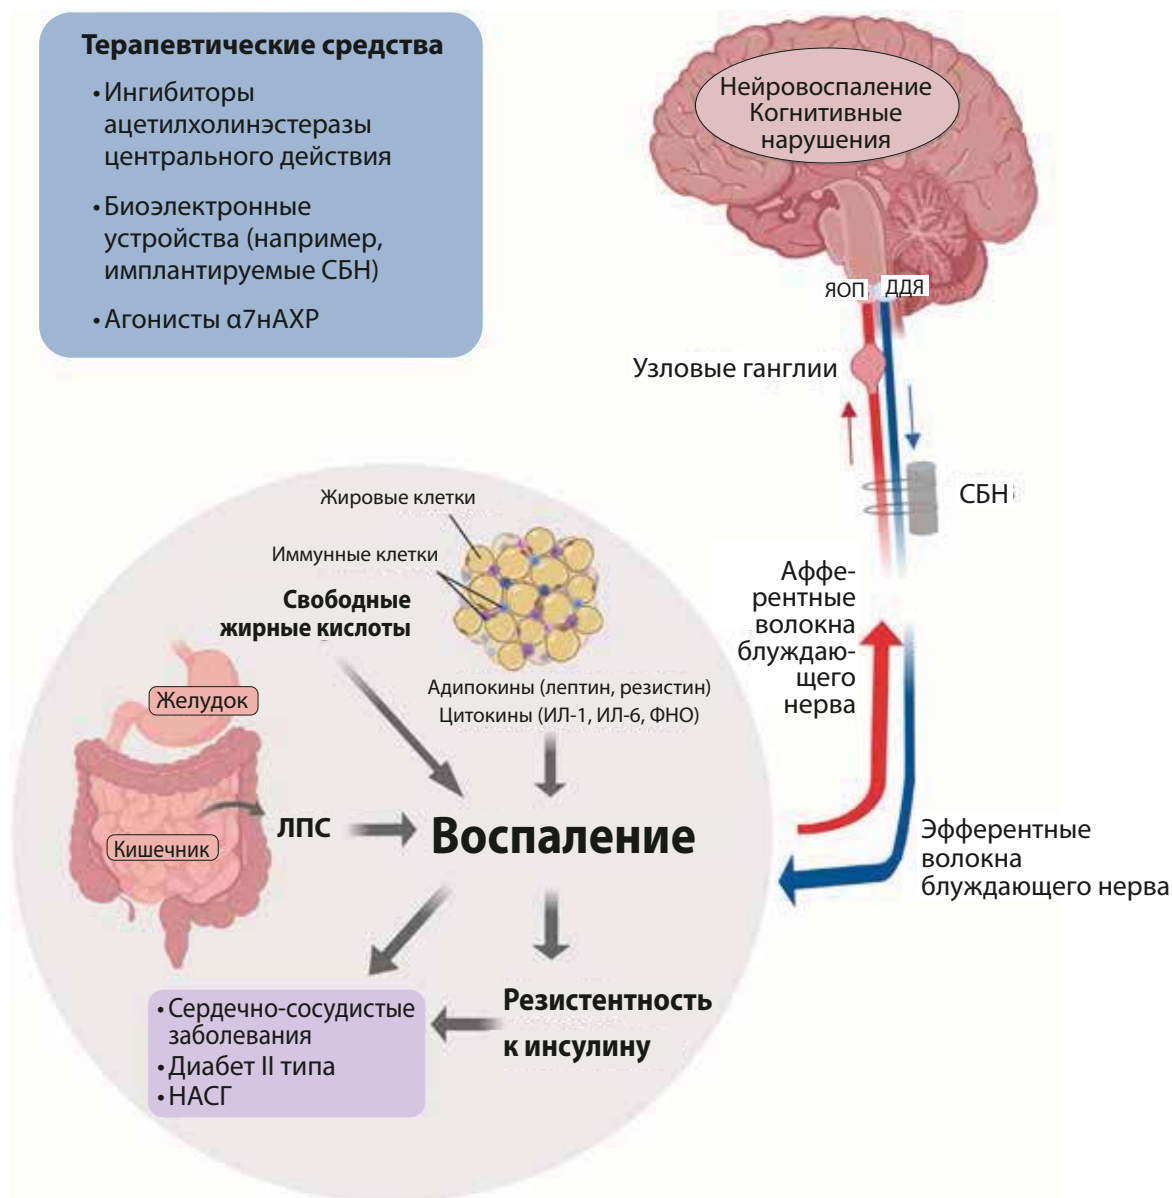 Терапевтические средства
• Ингибиторы
ацетилхолинэстеразы
центрального действия
• Биоэлектронные
устройства (например,
имплантируемые СБН)
• Агонисты α7нАХР
Нейровоспаление
Когнитивные
нарушения
ЯОП
ДДЯ
Узловые ганглии
СБН
Аффе-
рентные
волокна
блуждаю-
щего
нерва
Эфферентные
волокна
блуждающего нерва
Жировые клетки
Иммунные клетки
Свободные
жирные кислоты
Адипокины (лептин, резистин)
Цитокины (ИЛ-1, ИЛ-6, ФНО)
Желудок
Кишечник
ЛПС
Воспаление
Резистентность
к инсулину
• Сердечно-сосудистые
заболевания
• Диабет II типа
• НАСГ